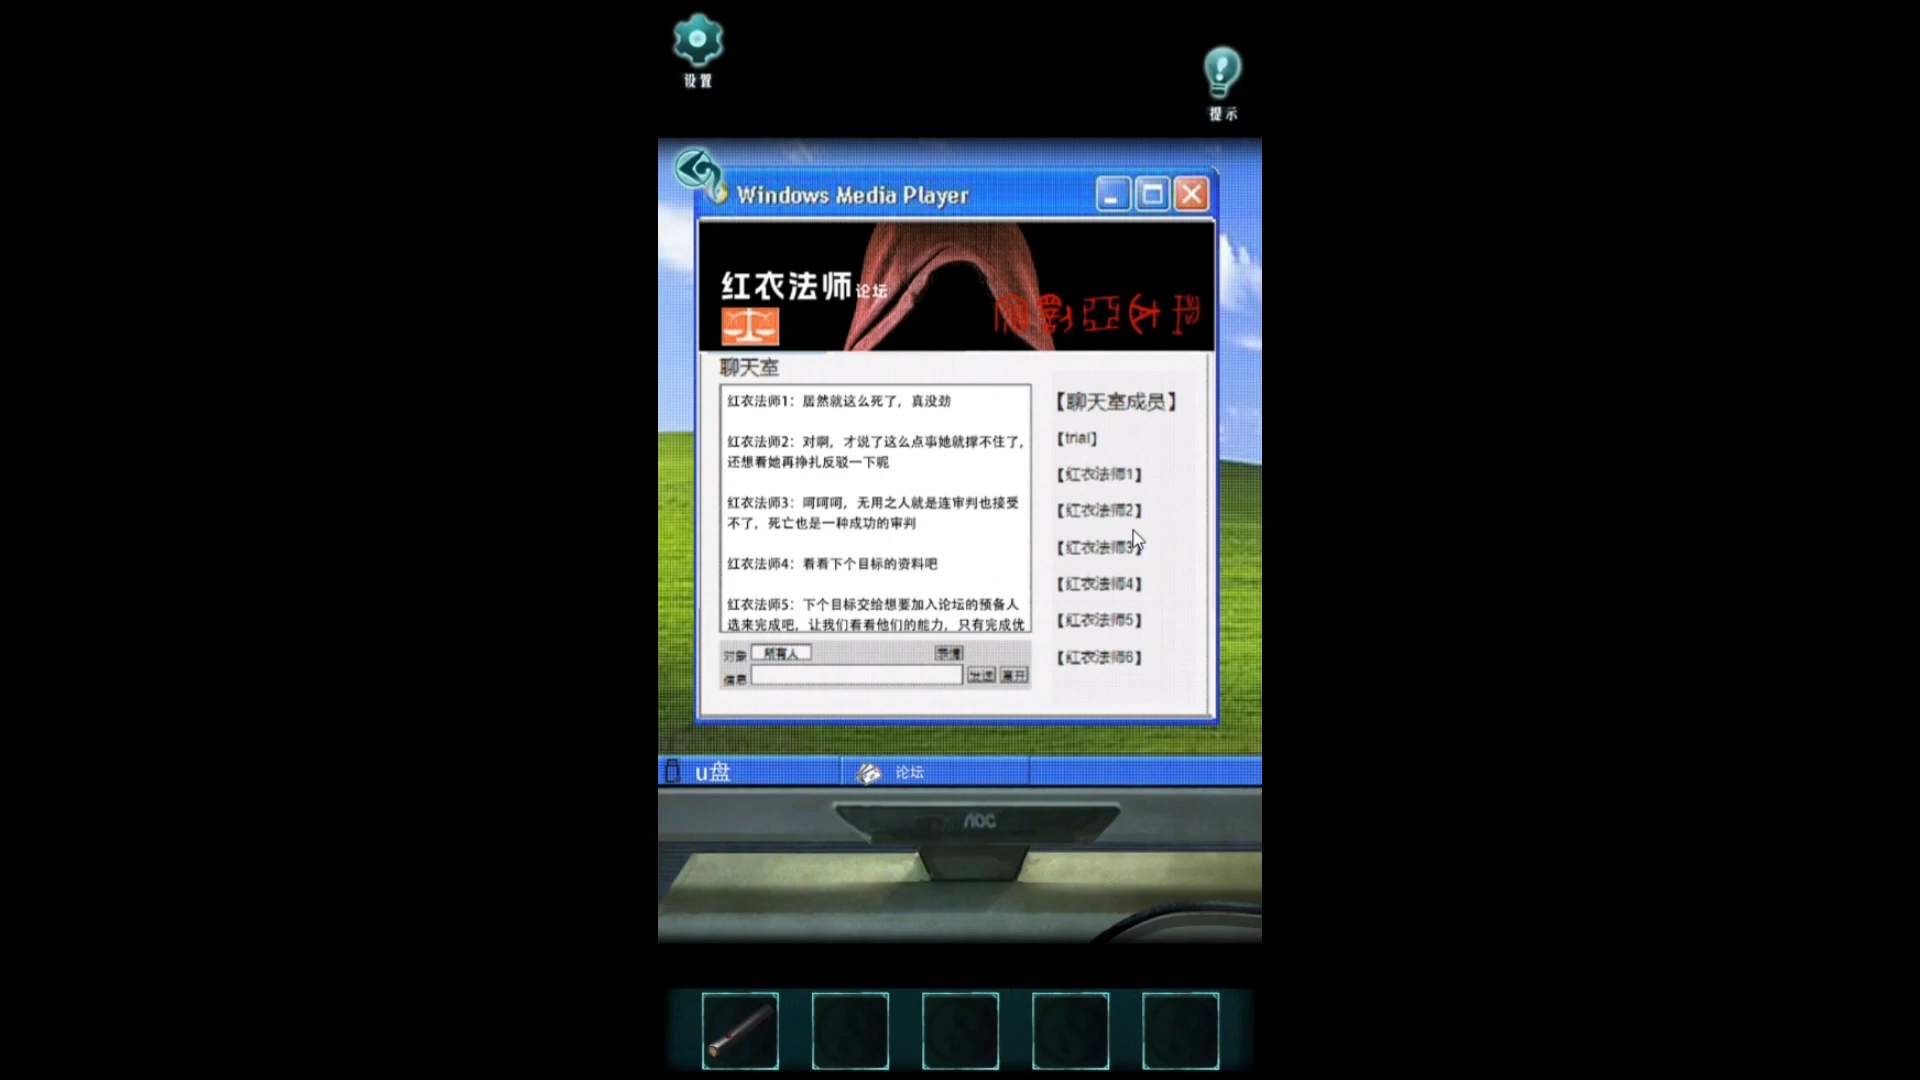 设置
提示
Windows Media Player
红衣法师论坛
聊天室
红衣法师1：居然就这么死了，真没劲
红衣法师2：对啊，才说了这么点事她就撑不住了，
还想看她再挣扎反驳一下呢
红衣法师3：呵呵呵，无用之人就是连审判也接受
不了，死亡也是一种成功的审判
红衣法师4：看看下个目标的资料吧
红衣法师5：下个目标交给想要加入论坛的预备人
选来完成吧，让我们看看他们的能力，只有完成优
对象 所有人 表情
信息 发送 离开
【聊天室成员】
【trial】
【红衣法师1】
【红衣法师2】
【红衣法师3】
【红衣法师4】
【红衣法师5】
【红衣法师6】
u盘 论坛
AOC